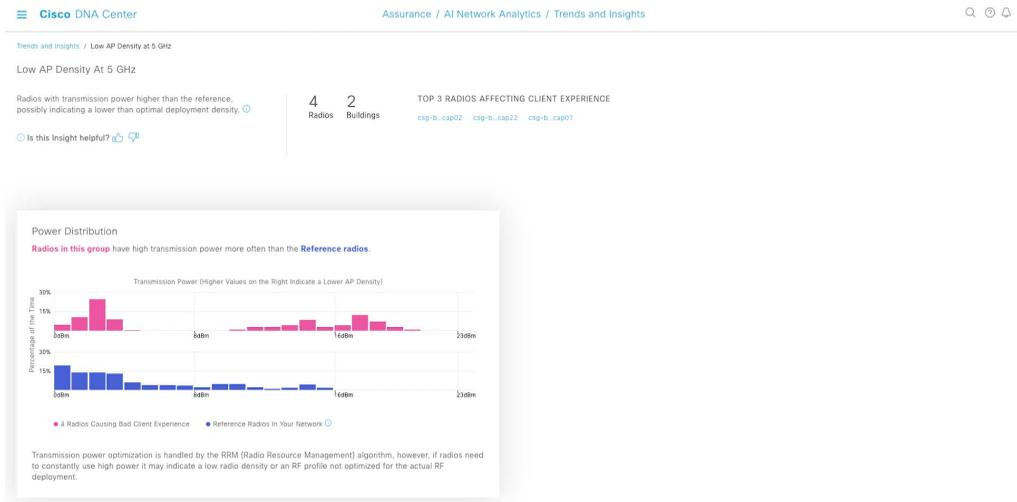 Cisco DNA Center
Assurance / AI Network Analytics / Trends and Insights
Trends and Insights / Low AP Density at 5 GHz
Low AP Density At 5 GHz
Radios with transmission power higher than the reference,
possibly indicating a lower than optimal deployment density.
Is this Insight helpful?
4 2
Radios Buildings
TOP 3 RADIOS AFFECTING CLIENT EXPERIENCE
csg-b...cap02 csg-b...cap22 csg-b...cap01
Power Distribution
Radios in this group have high transmission power more often than the Reference radios.
Transmission Power (Higher Values on the Right Indicate a Lower AP Density)
Percentage of the Time
30%
15%
0dBm 8dBm 16dBm 23dBm
30%
15%
0dBm 8dBm 16dBm 23dBm
4 Radios Causing Bad Client Experience Reference Radios In Your Network
Transmission power optimization is handled by the RRM (Radio Resource Management) algorithm, however, if radios need
to constantly use high power it may indicate a low radio density or an RF profile not optimized for the actual RF
deployment.